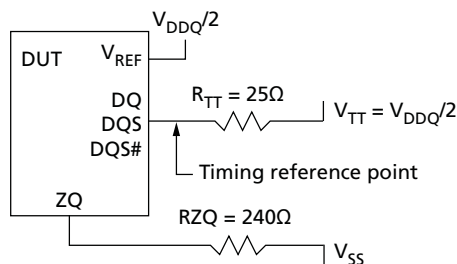 V_DDQ/2
DUT
V_REF
DQ
DQS
DQS#
R_TT = 25Ω
V_TT = V_DDQ/2
Timing reference point
ZQ
RZQ = 240Ω
V_SS